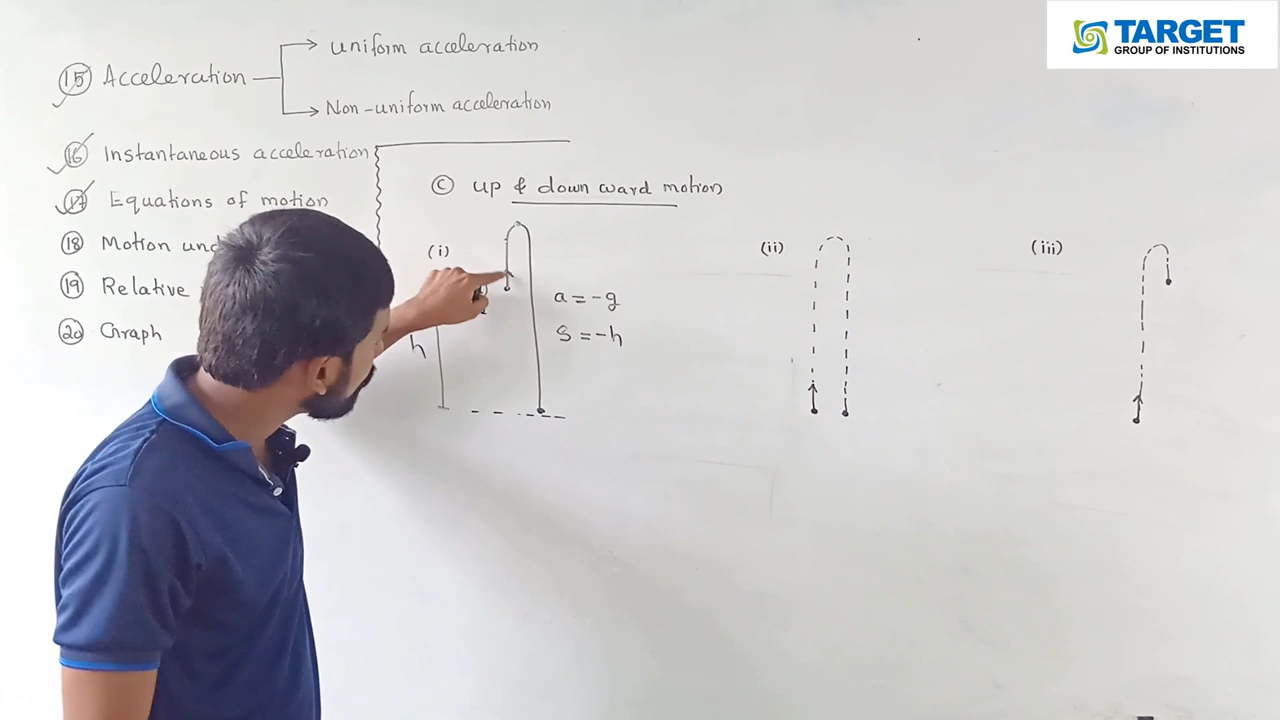 TARGET
GROUP OF INSTITUTIONS
15 Acceleration
uniform acceleration
Non-uniform acceleration
16 Instantaneous acceleration
17 Equations of motion
18 Motion
19 Relative
20 Graph
C up & down ward motion
(i)
h
a = -g
S = -h
(ii)
(iii)